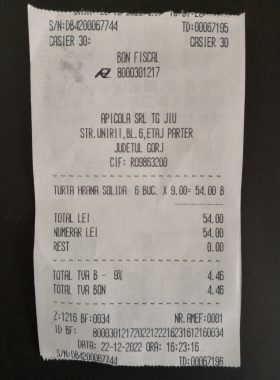 S/N:DB4200067744 TD:00067195
CASIER 30: CASIER 30
BON FISCAL
8000301217
APICOLA SRL TG JIU
STR.UNIRII,BL.6,ETAJ PARTER
JUDETUL GORJ
CIF: RO9863200
TURTA HRANA SOLIDA 6 BUC. X 9.00= 54.00 B
TOTAL LEI 54.00
NUMERAR LEI 54.00
REST 0.00
TOTAL TVA B - 9% 4.46
TOTAL TVA BON 4.46
Z:1216 BF:0034 NR.AMEF:0001
ID BF: 80003012172022122216231612160034
DATA: 22-12-2022 ORA: 16:23:16
S/N:DB4200067744 TD:00067196